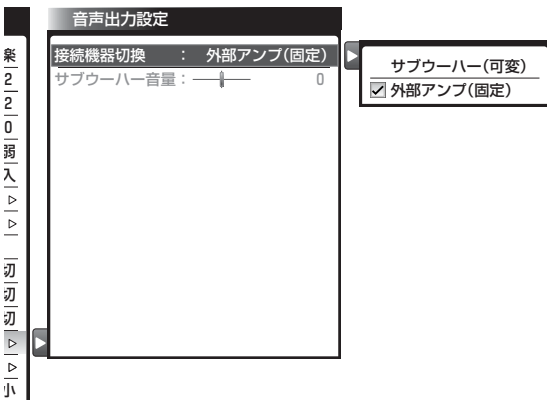 音声出力設定
楽
2
2
0
弱
入
切
切
切
小
接続機器切換 : 外部アンプ(固定)
サブウーハー音量 : 0
サブウーハー(可変)
外部アンプ(固定)